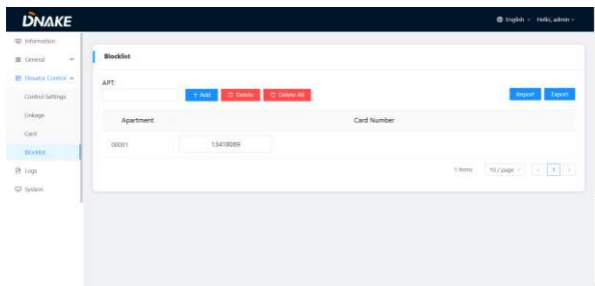 DNAKE
English
Hello, admin
Information
General
Elevator Control
Control Settings
Linkage
Card
Blocklist
Logs
System
Blocklist
APT:
+ Add
Delete
Delete All
Import
Export
Apartment
Card Number
00001
13418089
1 items
10 / page
<
1
>